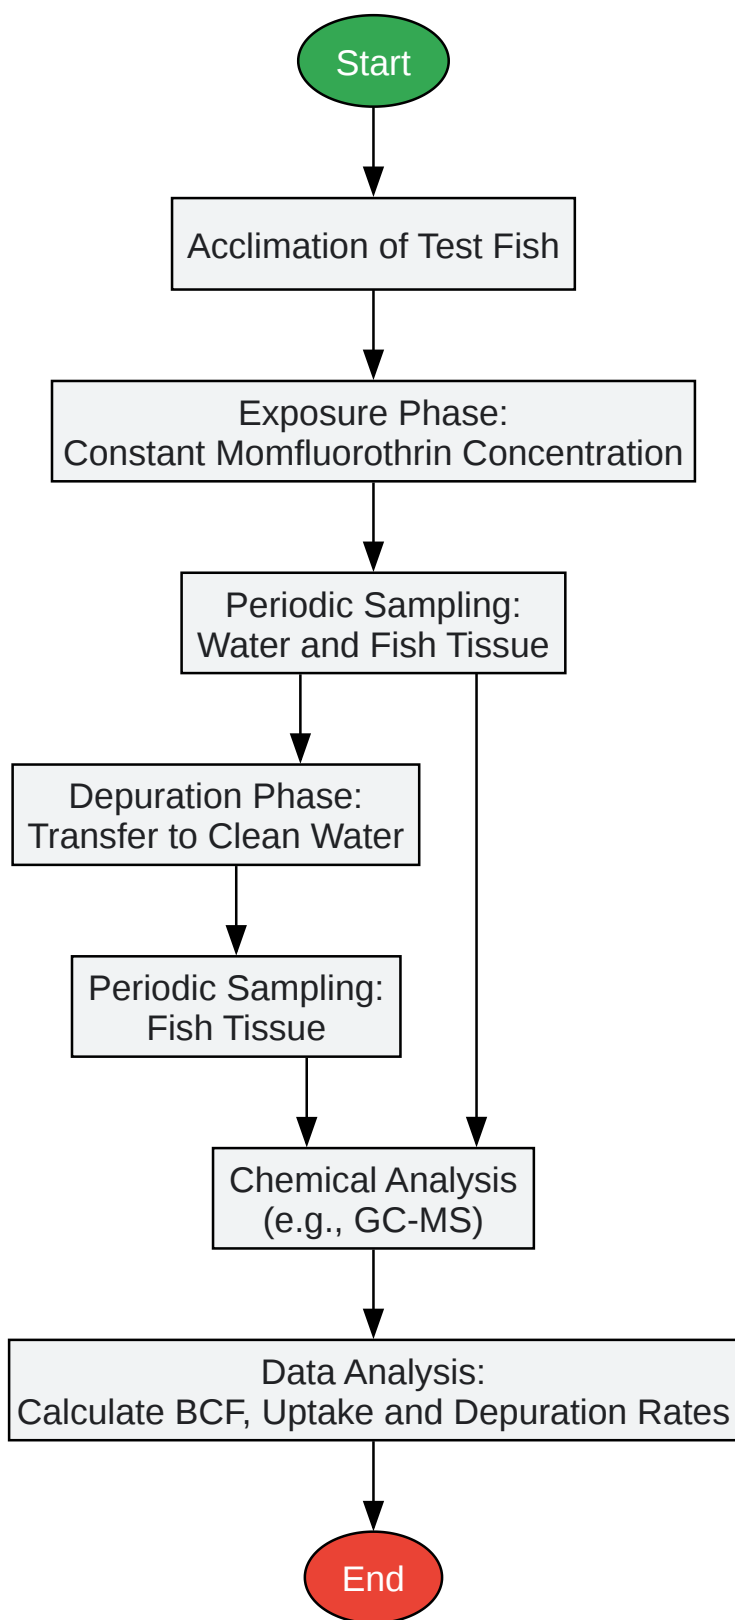 Start
Acclimation of Test Fish
Exposure Phase:
Constant Momfluorothrin Concentration
Periodic Sampling:
Water and Fish Tissue
Depuration Phase:
Transfer to Clean Water
Periodic Sampling:
Fish Tissue
Chemical Analysis
(e.g., GC-MS)
Data Analysis:
Calculate BCF, Uptake and Depuration Rates
End